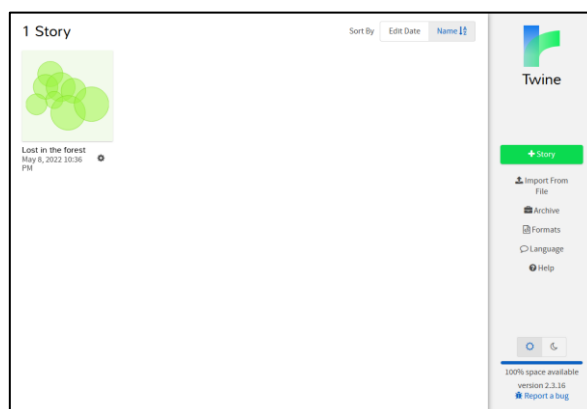 1 Story
Sort By Edit Date Name
Lost in the forest
May 8, 2022 10:36
PM
Twine
+Story
Import From
File
Archive
Formats
Language
Help
100% space available
version 2.3.16
Report a bug